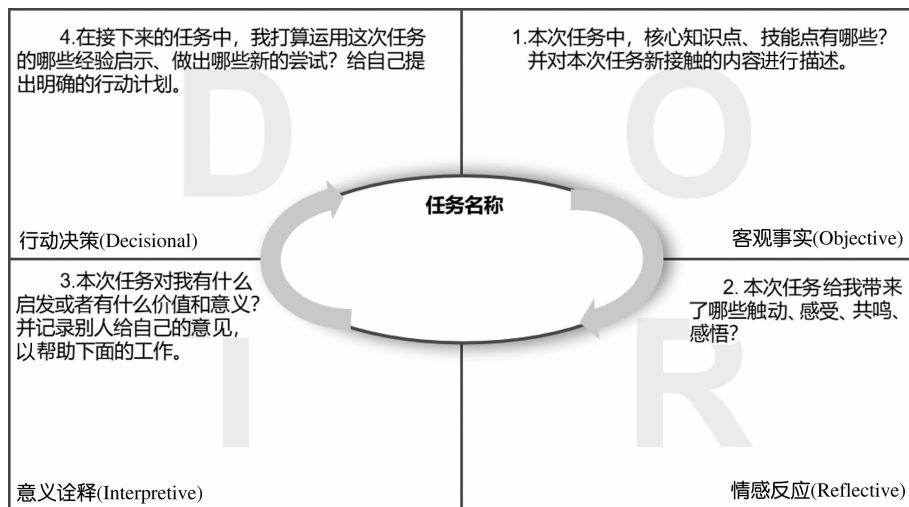 4.在接下来的任务中，我打算运用这次任务
的哪些经验启示、做出哪些新的尝试？给自己提
出明确的行动计划。
D
行动决策(Decisional)
1.本次任务中，核心知识点、技能点有哪些？
并对本次任务新接触的内容进行描述。
O
客观事实(Objective)
任务名称
3.本次任务对我有什么
启发或者有什么价值和意义？
并记录别人给自己的意见，
以帮助下面的工作。
I
意义诠释(Interpretive)
2. 本次任务给我带来
了哪些触动、感受、共鸣、
感悟？
R
情感反应(Reflective)